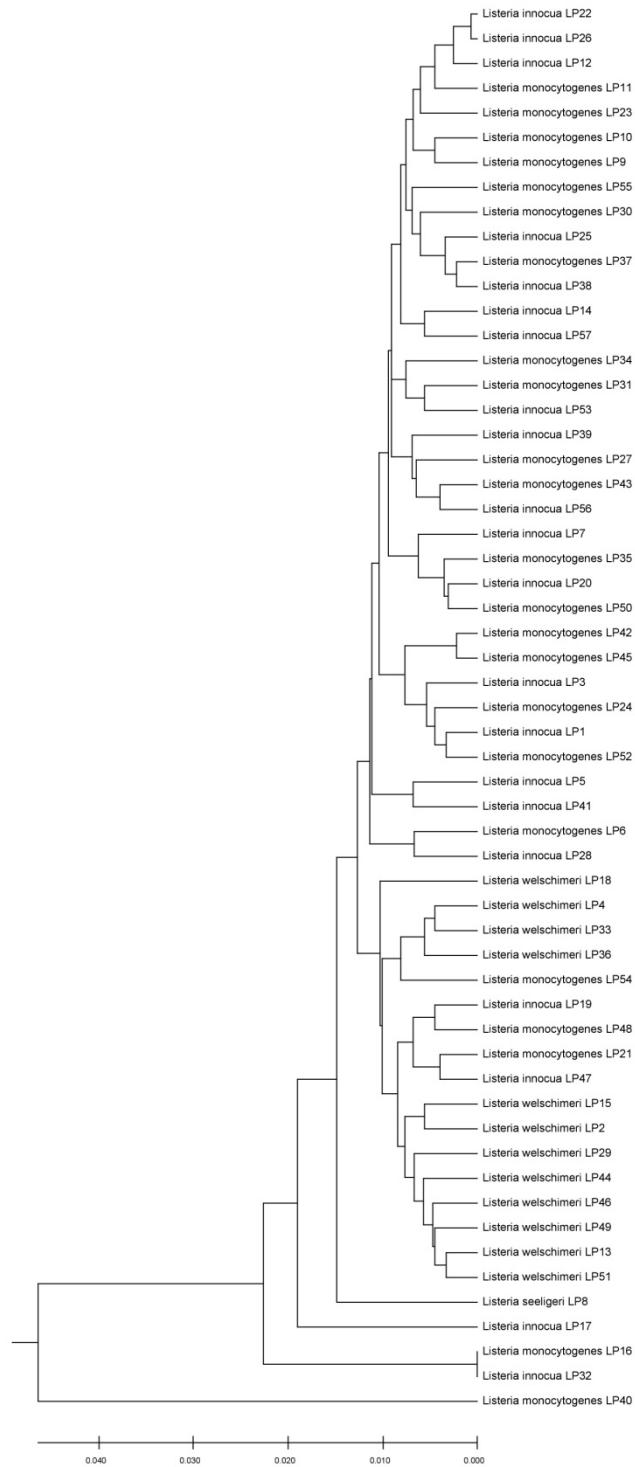 Listeria innocua LP22
Listeria innocua LP26
Listeria innocua LP12
Listeria monocytogenes LP11
Listeria monocytogenes LP23
Listeria monocytogenes LP10
Listeria monocytogenes LP9
Listeria monocytogenes LP55
Listeria monocytogenes LP30
Listeria innocua LP25
Listeria monocytogenes LP37
Listeria innocua LP38
Listeria innocua LP14
Listeria innocua LP57
Listeria monocytogenes LP34
Listeria monocytogenes LP31
Listeria innocua LP53
Listeria innocua LP39
Listeria monocytogenes LP27
Listeria monocytogenes LP43
Listeria innocua LP56
Listeria innocua LP7
Listeria monocytogenes LP35
Listeria innocua LP20
Listeria monocytogenes LP50
Listeria monocytogenes LP42
Listeria monocytogenes LP45
Listeria innocua LP3
Listeria monocytogenes LP24
Listeria innocua LP1
Listeria monocytogenes LP52
Listeria innocua LP5
Listeria innocua LP41
Listeria monocytogenes LP6
Listeria innocua LP28
Listeria welschimeri LP18
Listeria welschimeri LP4
Listeria welschimeri LP33
Listeria welschimeri LP36
Listeria monocytogenes LP54
Listeria innocua LP19
Listeria monocytogenes LP48
Listeria monocytogenes LP21
Listeria innocua LP47
Listeria welschimeri LP15
Listeria welschimeri LP2
Listeria welschimeri LP29
Listeria welschimeri LP44
Listeria welschimeri LP46
Listeria welschimeri LP49
Listeria welschimeri LP13
Listeria welschimeri LP51
Listeria seeligeri LP8
Listeria innocua LP17
Listeria monocytogenes LP16
Listeria innocua LP32
Listeria monocytogenes LP40
0.040 0.030 0.020 0.010 0.000